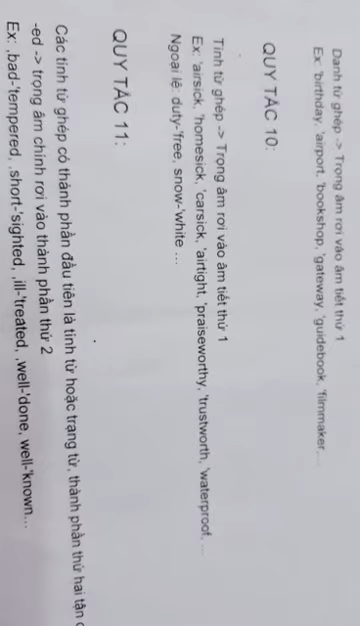 Danh từ ghép -> Trọng âm rơi vào âm tiết thứ 1
Ex: 'birthday, 'airport, 'bookshop, 'gateway, 'guidebook, 'filmmaker...
QUY TẮC 10:
Tính từ ghép -> Trọng âm rơi vào âm tiết thứ 1
Ex: 'airsick, 'homesick, 'carsick, 'airtight, 'praiseworthy, 'trustworth, 'waterproof, ...
Ngoại lệ: duty-'free, snow-'white ...
QUY TẮC 11:
Các tính từ ghép có thành phần đầu tiên là tính từ hoặc trạng từ, thành phần thứ hai tận
-ed -> trọng âm chính rơi vào thành phần thứ 2
Ex: ,bad-'tempered, ,short-'sighted, ,ill-'treated, ,well-'done, well-'known...